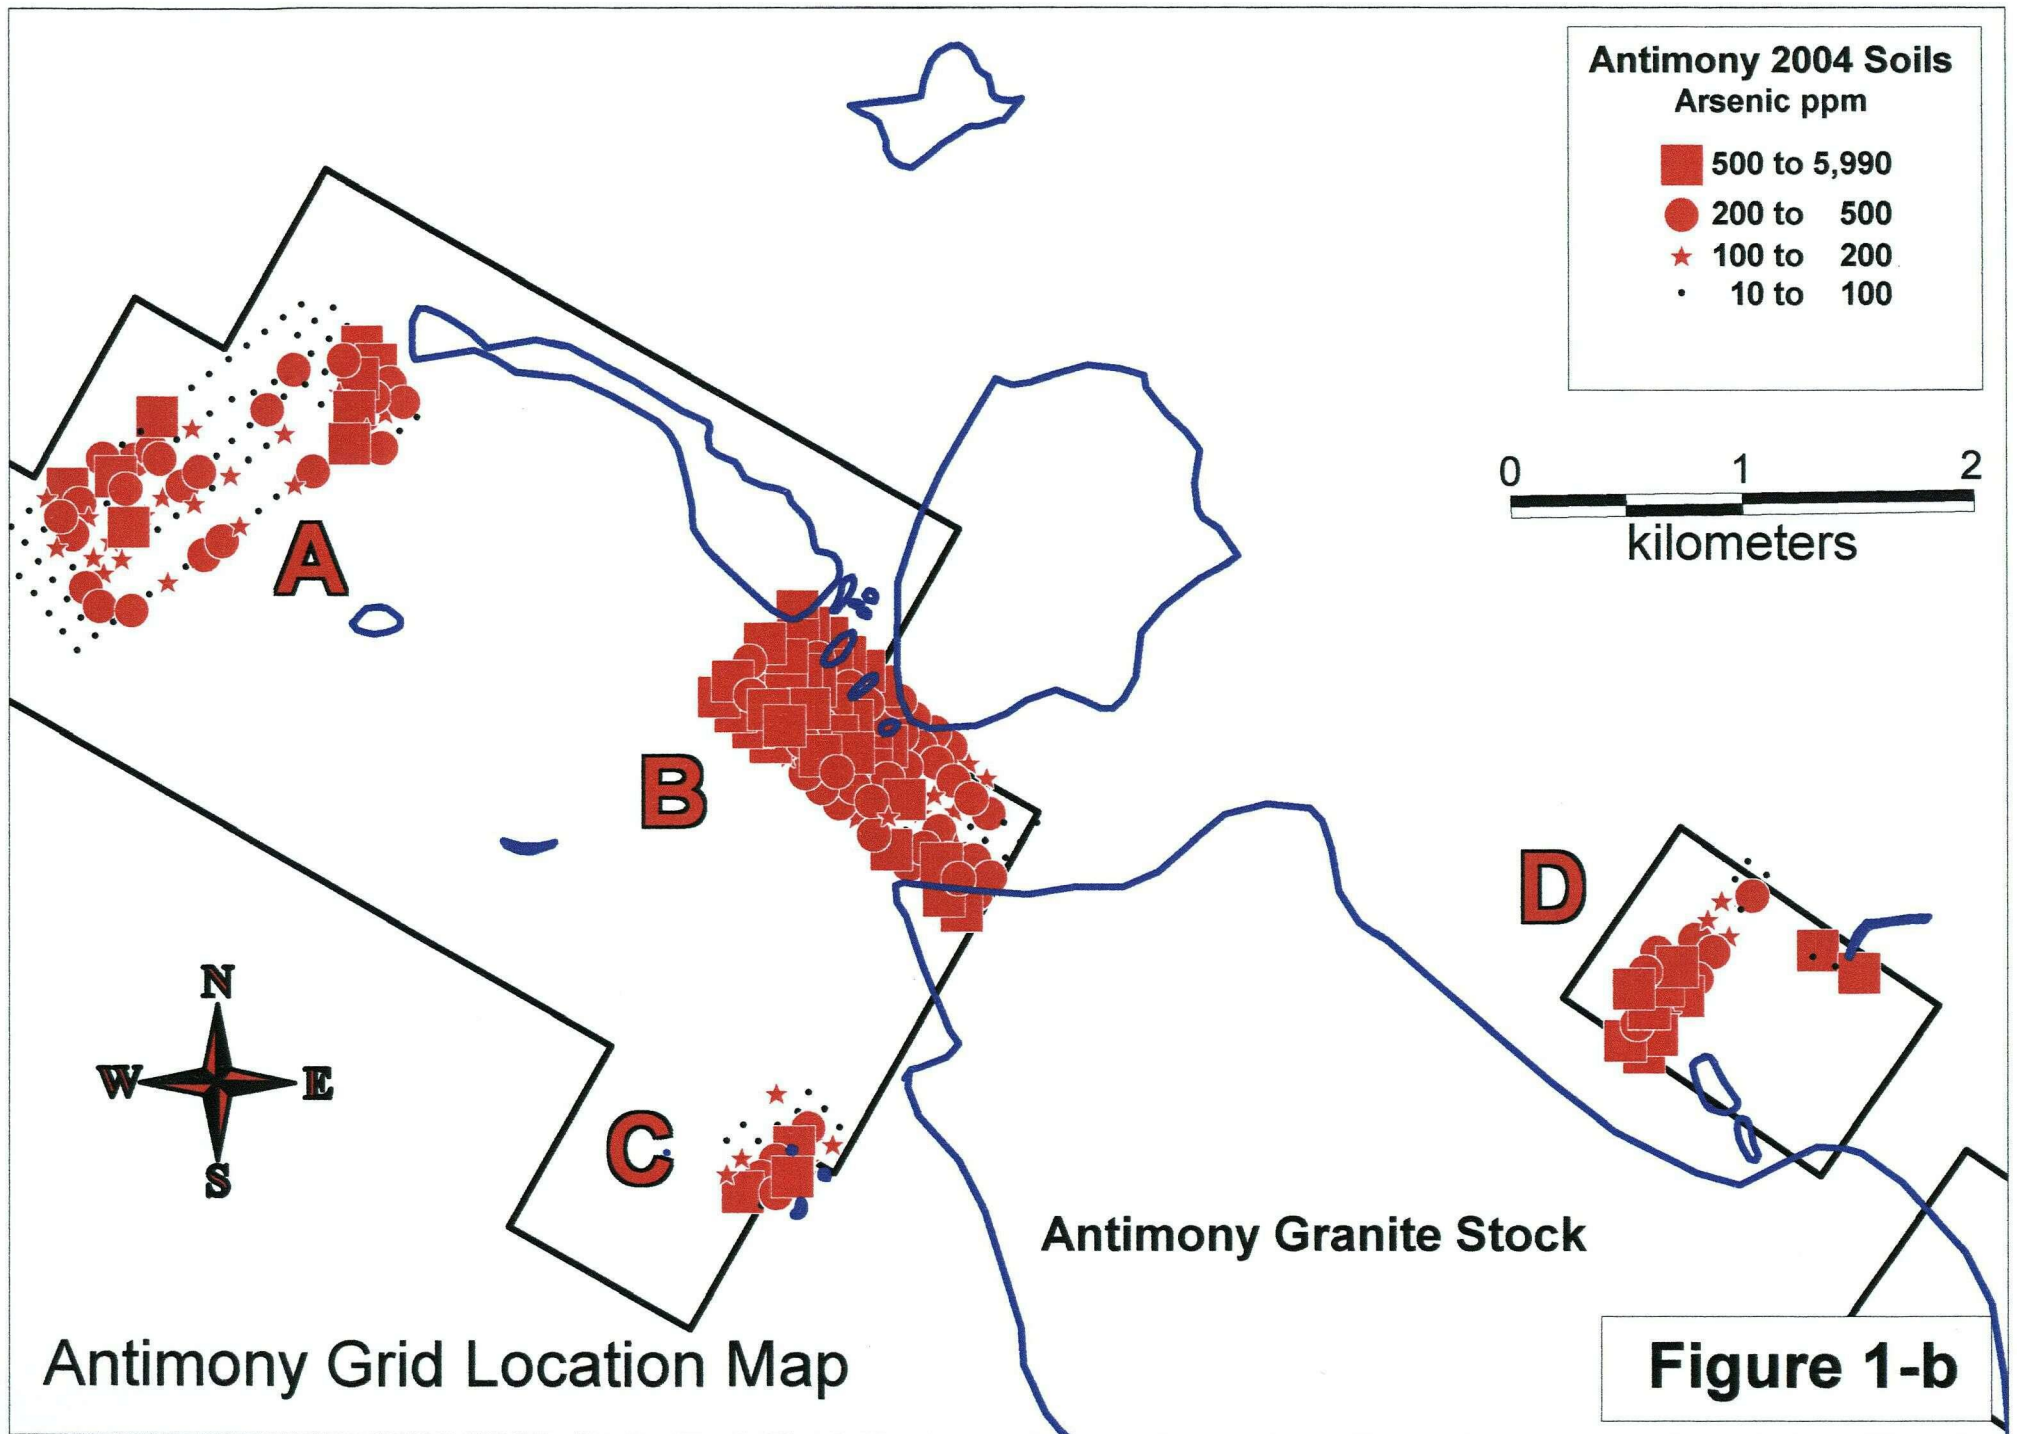 Antimony 2004 Soils
Arsenic ppm
500 to 5,990
200 to 500
100 to 200
10 to 100
0 1 2
kilometers
A
B
D
N
W E
S
C
Antimony Granite Stock
Antimony Grid Location Map
Figure 1-b